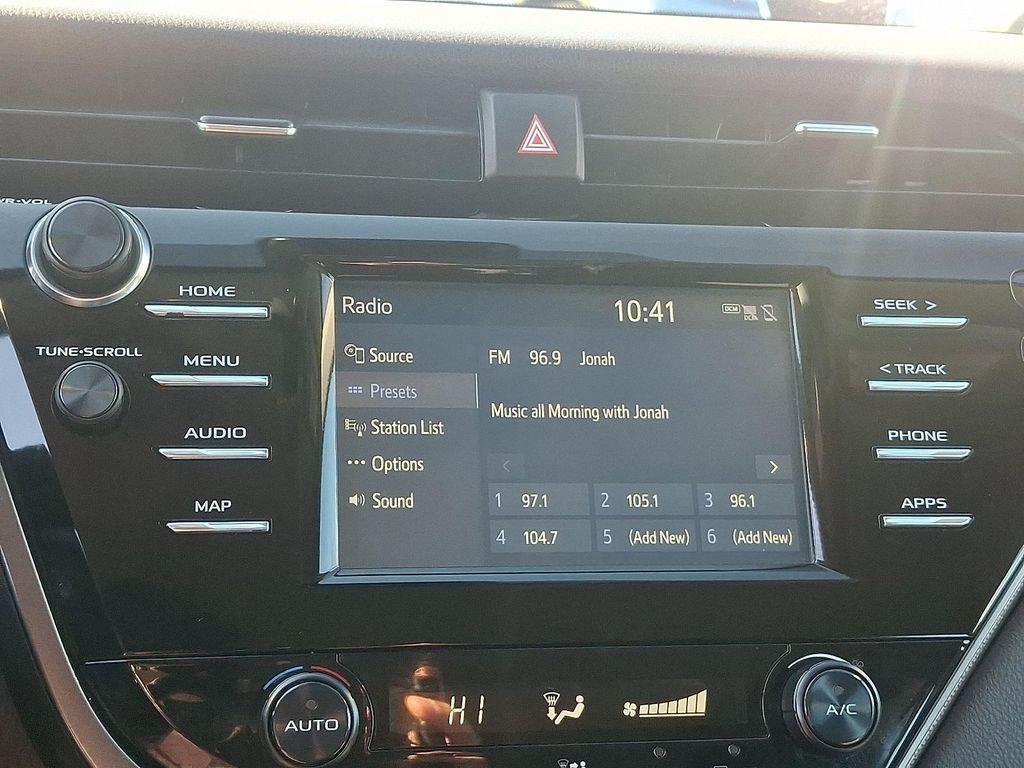 HOME
TUNE•SCROLL
MENU
AUDIO
MAP
Radio
10:41
DCM
DCM
Source
Presets
Station List
Options
Sound
FM 96.9 Jonah
Music all Morning with Jonah
< >
1 97.1 2 105.1 3 96.1
4 104.7 5 (Add New) 6 (Add New)
SEEK >
< TRACK
PHONE
APPS
AUTO
HI
A/C